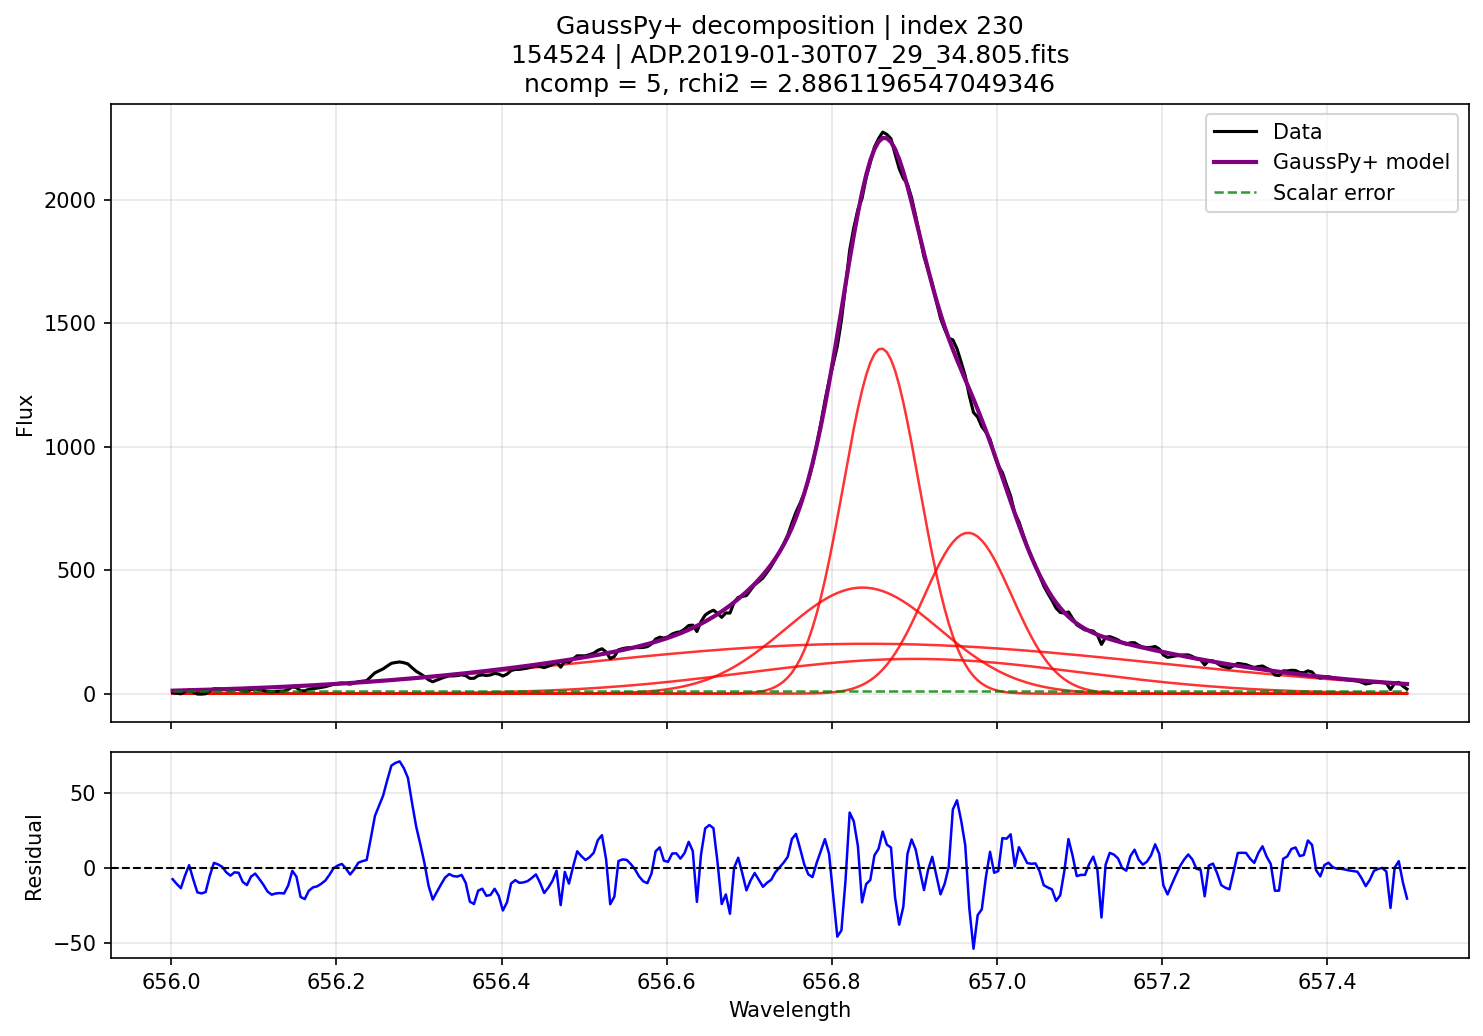 GaussPy+ decomposition | index 230
154524 | ADP.2019-01-30T07_29_34.805.fits
ncomp = 5, rchi2 = 2.8861196547049346
Data
GaussPy+ model
Scalar error
Flux
2000
1500
1000
500
0
Residual
50
0
−50
656.0
656.2
656.4
656.6
656.8
657.0
657.2
657.4
Wavelength